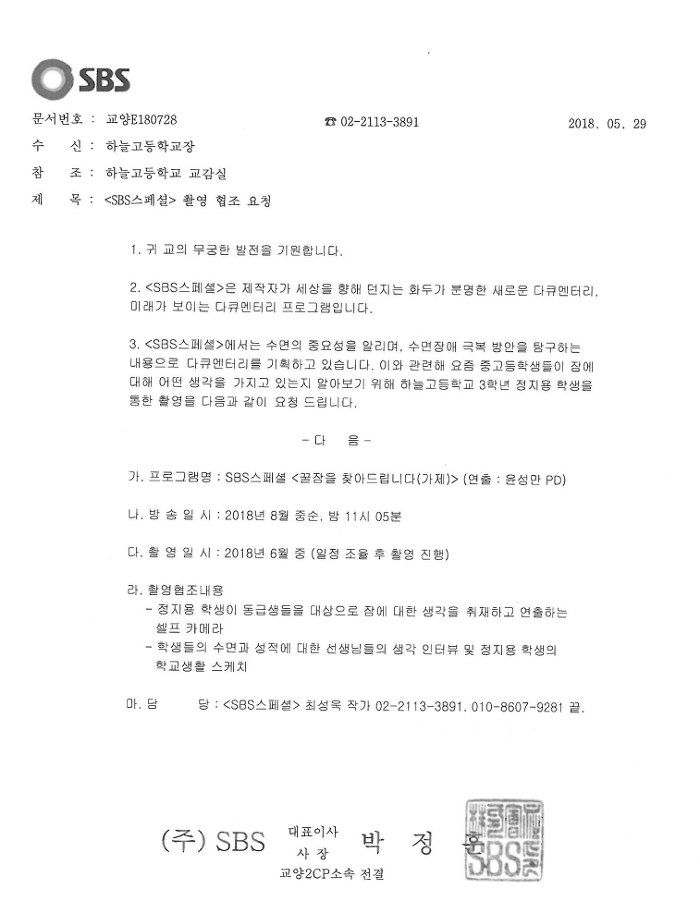 SBS
문서번호 : 교양E180728 ☎ 02-2113-3891 2018. 05. 29
수 신 : 하늘고등학교장
참 조 : 하늘고등학교 교감실
제 목 : <SBS스페셜> 촬영 협조 요청
1. 귀 교의 무궁한 발전을 기원합니다.
2. <SBS스페셜>은 제작자가 세상을 향해 던지는 화두가 분명한 새로운 다큐멘터리,
미래가 보이는 다큐멘터리 프로그램입니다.
3. <SBS스페셜>에서는 수면의 중요성을 알리며, 수면장애 극복 방안을 탐구하는
내용으로 다큐멘터리를 기획하고 있습니다. 이와 관련해 요즘 중고등학생들이 잠에
대해 어떤 생각을 가지고 있는지 알아보기 위해 하늘고등학교 3학년 정지용 학생을
통한 촬영을 다음과 같이 요청 드립니다.
- 다 음 -
가. 프로그램명 : SBS스페셜 <꿀잠을 찾아드립니다(가제)> (연출 : 윤성만 PD)
나. 방 송 일 시 : 2018년 8월 중순, 밤 11시 05분
다. 촬 영 일 시 : 2018년 6월 중 (일정 조율 후 촬영 진행)
라. 촬영협조내용
- 정지용 학생이 동급생들을 대상으로 잠에 대한 생각을 취재하고 연출하는
셀프 카메라
- 학생들의 수면과 성적에 대한 선생님들의 생각 인터뷰 및 정지용 학생의
학교생활 스케치
마. 담 당 : <SBS스페셜> 최성욱 작가 02-2113-3891, 010-8607-9281 끝.
(주) SBS 대표이사 사 장 박 정 훈
교양2CP소속 전결
SBS